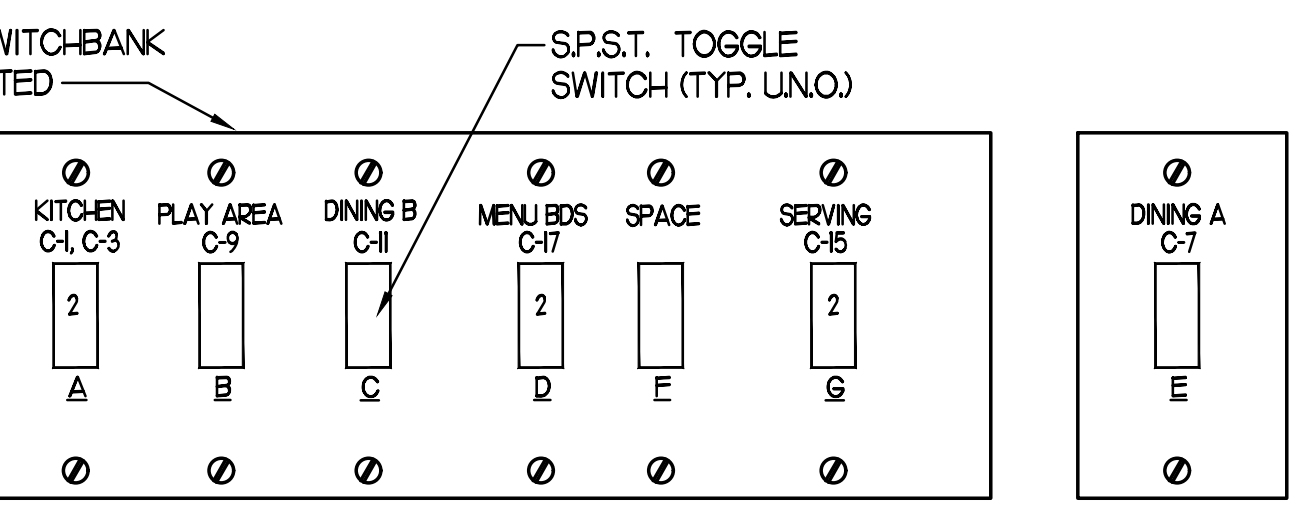 WITCHBANK
TED
S.P.S.T. TOGGLE
SWITCH (TYP. U.N.O.)
KITCHEN
C-1, C-3
2
A
PLAY AREA
C-9
B
DINING B
C-11
C
MENU BDS
C-17
2
D
SPACE
F
SERVING
C-15
2
G
DINING A
C-7
E